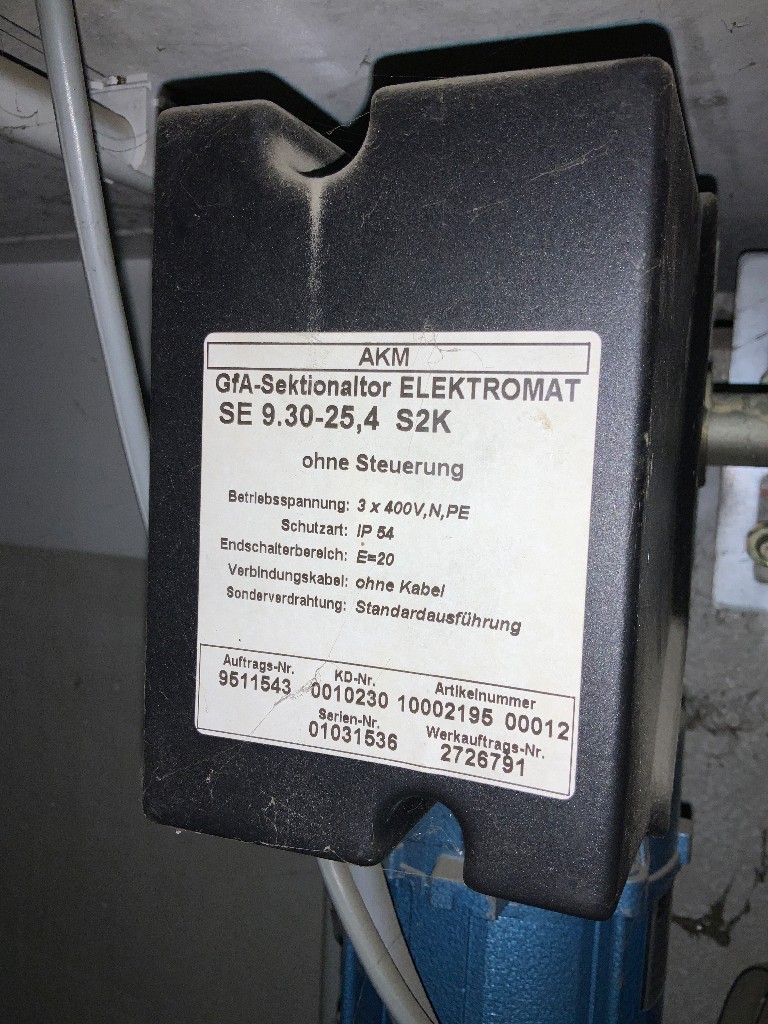 AKM
GfA-Sektionaltor ELEKTROMAT
SE 9.30-25,4 S2K
ohne Steuerung
Betriebsspannung: 3 x 400V,N,PE
Schutzart: IP 54
Endschalterbereich: E=20
Verbindungskabel: ohne Kabel
Sonderverdrahtung: Standardausführung
Auftrags-Nr. KD-Nr. Artikelnummer
9511543 0010230 10002195 00012
Serien-Nr. Werkauftrags-Nr.
01031536 2726791